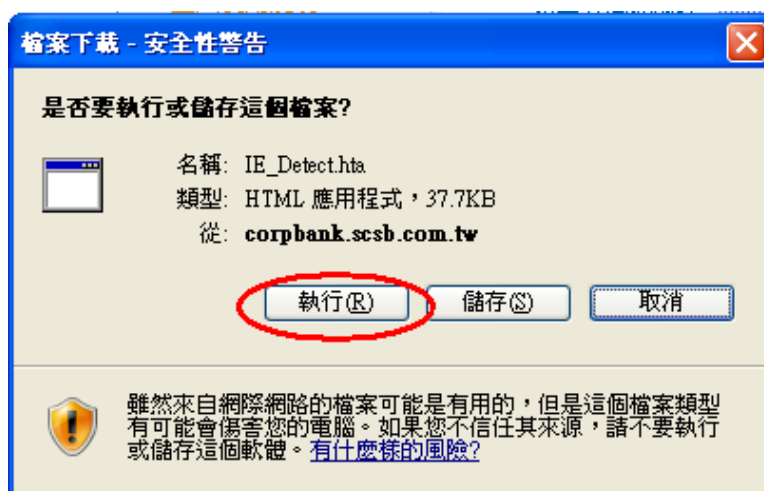 檔案下載 - 安全性警告
是否要執行或儲存這個檔案?
名稱: IE_Detect.hta
類型: HTML 應用程式，37.7KB
從: corpbank.scsb.com.tw
執行(R) 儲存(S) 取消
雖然來自網際網路的檔案可能是有用的，但是這個檔案類型
有可能會傷害您的電腦。如果您不信任其來源，請不要執行
或儲存這個軟體。有什麼樣的風險?